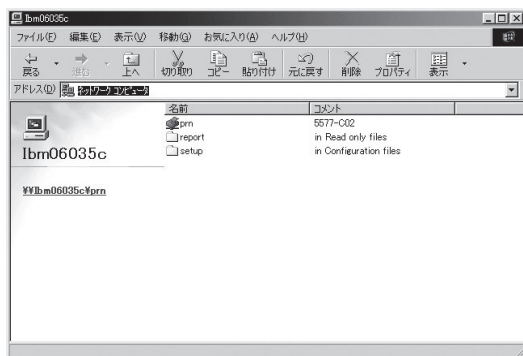 Ibm06035c
ファイル(F) 編集(E) 表示(V) 移動(G) お気に入り(A) ヘルプ(H)
戻る 進む 上へ 切り取り コピー 貼り付け 元に戻す 削除 プロパティ 表示
アドレス(D) ネットワーク コンピュータ
名前 コメント
prn 5577-C02
report in Read only files
setup in Configuration files
Ibm06035c
¥¥Ibm06035c¥prn